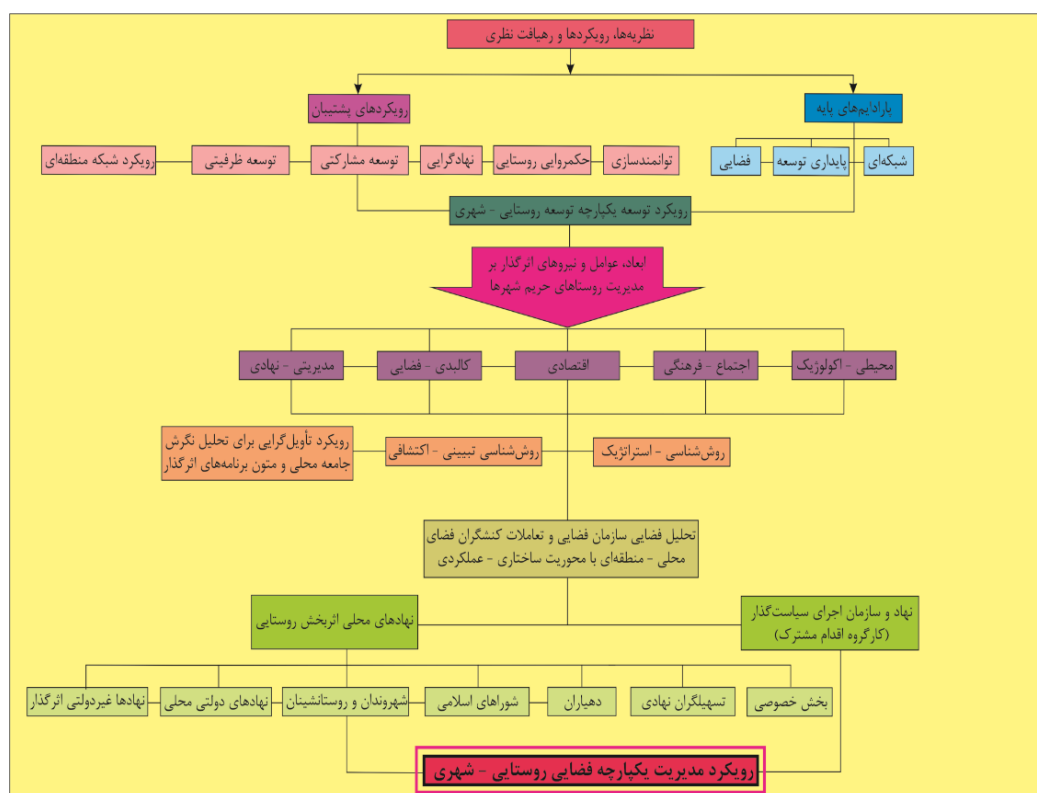 نظریه‌ها، رویکردها و رهیافت نظری
پارادایم‌های پایه
رویکردهای پشتیبان
شبکه‌ای
پایداری توسعه
فضایی
توانمندسازی
حکمروایی روستایی
نهادگرایی
توسعه مشارکتی
توسعه ظرفیتی
رویکرد شبکه منطقه‌ای
رویکرد توسعه یکپارچه توسعه روستایی - شهری
ابعاد، عوامل و نیروهای اثرگذار بر
مدیریت روستاهای حریم شهرها
محیطی - اکولوژیک
اجتماع - فرهنگی
اقتصادی
کالبدی - فضایی
مدیریتی - نهادی
روش‌شناسی - استراتژیک
روش‌شناسی تبیینی - اکتشافی
رویکرد تأویل‌گرایی برای تحلیل نگرش
جامعه محلی و متون برنامه‌های اثرگذار
تحلیل فضایی سازمان فضایی و تعاملات کنشگران فضای
محلی - منطقه‌ای با محوریت ساختاری - عملکردی
نهاد و سازمان اجرای سیاست‌گذار
(کارگروه اقدام مشترک)
نهادهای محلی اثربخش روستایی
بخش خصوصی
تسهیلگران نهادی
دهیاران
شوراهای اسلامی
شهروندان و روستانشینان
نهادهای دولتی محلی
نهادها غیردولتی اثرگذار
رویکرد مدیریت یکپارچه فضایی روستایی - شهری